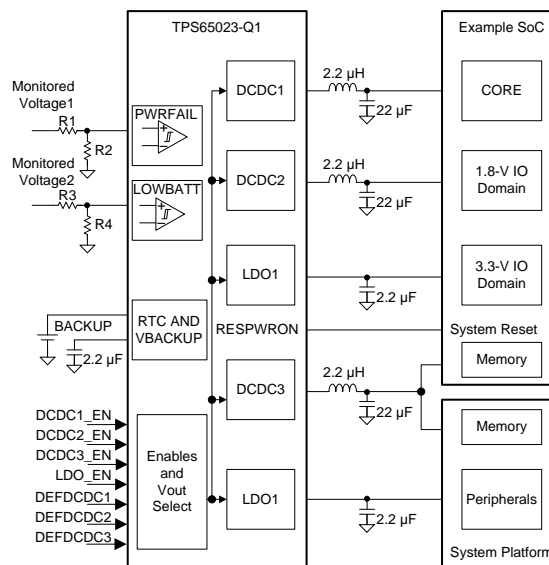 TPS65023-Q1
Example SoC
Monitored
Voltage1
R1
R2
PWRFAIL
DCDC1
2.2 µH
22 µF
CORE
Monitored
Voltage2
R3
R4
LOWBATT
DCDC2
2.2 µH
22 µF
1.8-V IO
Domain
LDO1
2.2 µF
3.3-V IO
Domain
BACKUP
2.2 µF
RTC AND
VBACKUP
RESPWRON
System Reset
DCDC3
2.2 µH
22 µF
Memory
DCDC1_EN
DCDC2_EN
DCDC3_EN
LDO_EN
DEFDCDC1
DEFDCDC2
DEFDCDC3
Enables
and
Vout
Select
LDO1
2.2 µF
Memory
Peripherals
System Platform